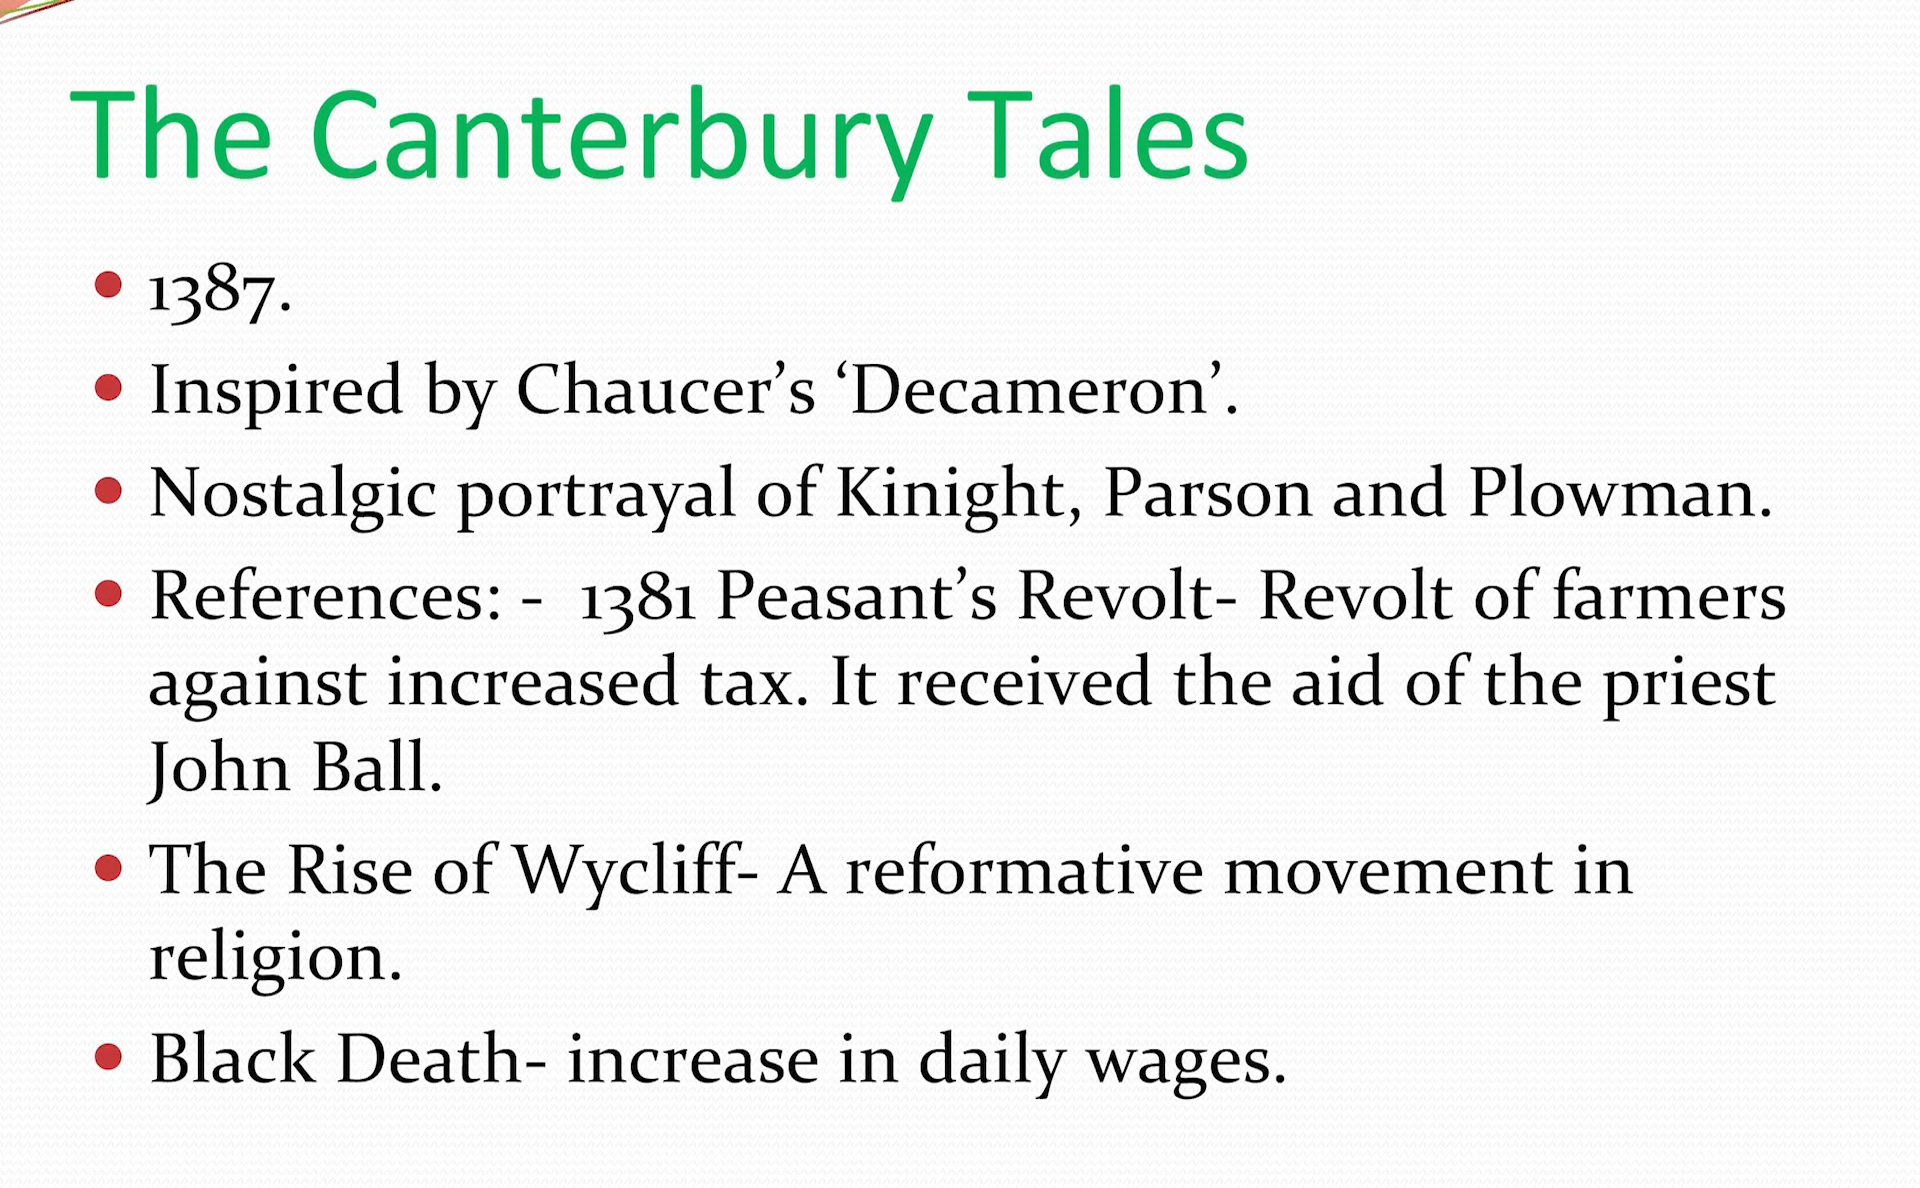 The Canterbury Tales
• 1387.
• Inspired by Chaucer’s ‘Decameron’.
• Nostalgic portrayal of Kinight, Parson and Plowman.
• References: - 1381 Peasant’s Revolt- Revolt of farmers
against increased tax. It received the aid of the priest
John Ball.
• The Rise of Wycliff- A reformative movement in
religion.
• Black Death- increase in daily wages.